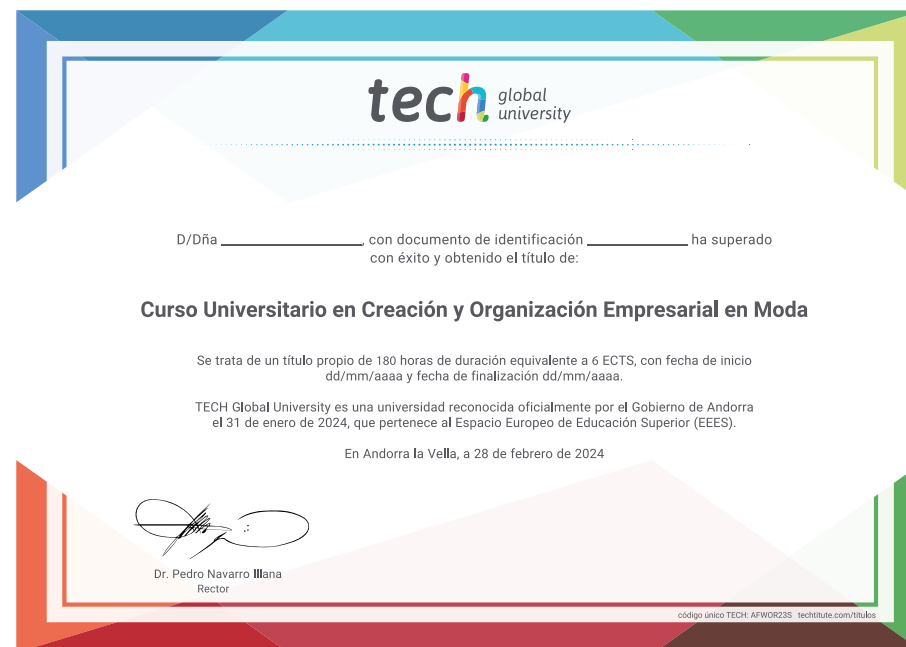 tech global university
D/Dña ________________, con documento de identificación ____________ ha superado
con éxito y obtenido el título de:
Curso Universitario en Creación y Organización Empresarial en Moda
Se trata de un título propio de 180 horas de duración equivalente a 6 ECTS, con fecha de inicio
dd/mm/aaaa y fecha de finalización dd/mm/aaaa.
TECH Global University es una universidad reconocida oficialmente por el Gobierno de Andorra
el 31 de enero de 2024, que pertenece al Espacio Europeo de Educación Superior (EEES).
En Andorra la Vella, a 28 de febrero de 2024
Dr. Pedro Navarro Illana
Rector
código único TECH: AFWOR23S techtitute.com/titulos